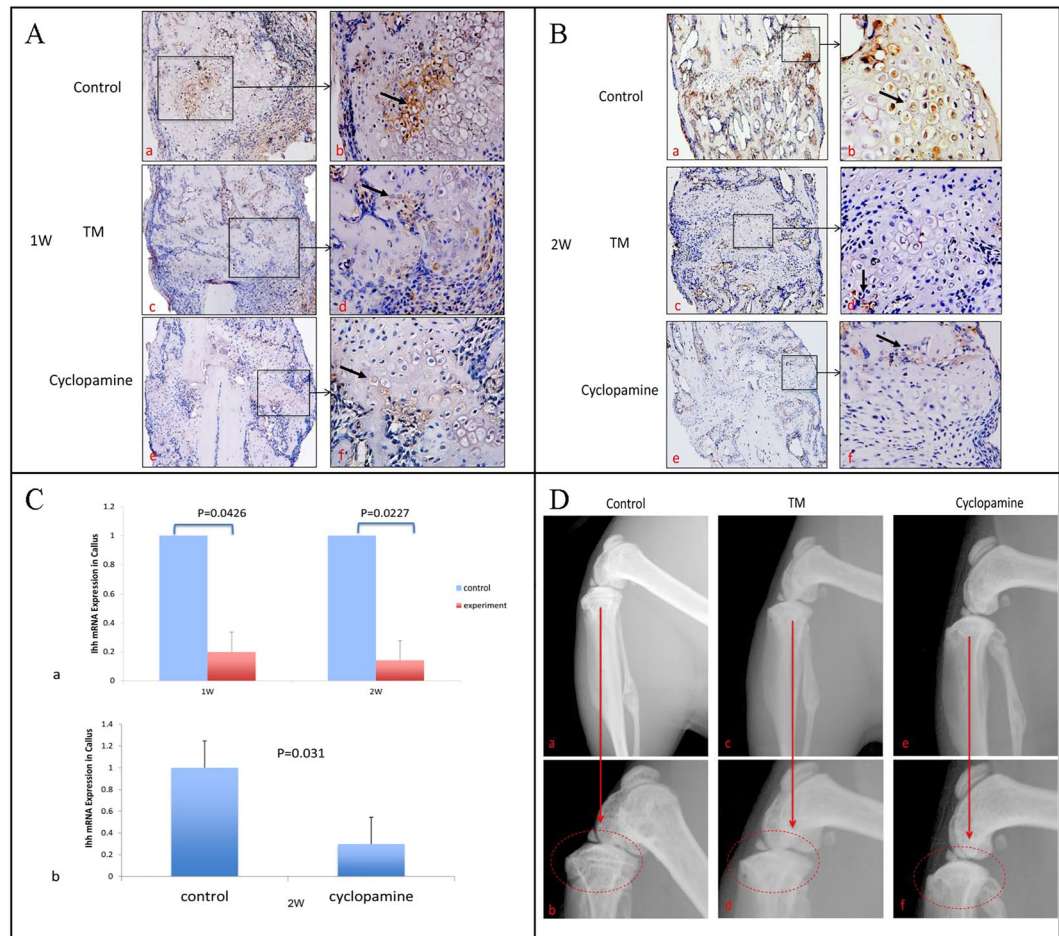 A
Control
a
b
1W
TM
c
d
Cyclopamine
e
f
B
Control
a
b
2W
TM
c
d
Cyclopamine
e
f
C
Ihh mRNA Expression in Callus
1.2
1
0.8
0.6
0.4
0.2
0
P=0.0426
P=0.0227
control
experiment
1W
2W
a
Ihh mRNA Expression in Callus
1.4
1.2
1
0.8
0.6
0.4
0.2
0
P=0.031
control
2W
cyclopamine
b
D
Control
TM
Cyclopamine
a
c
e
b
d
f